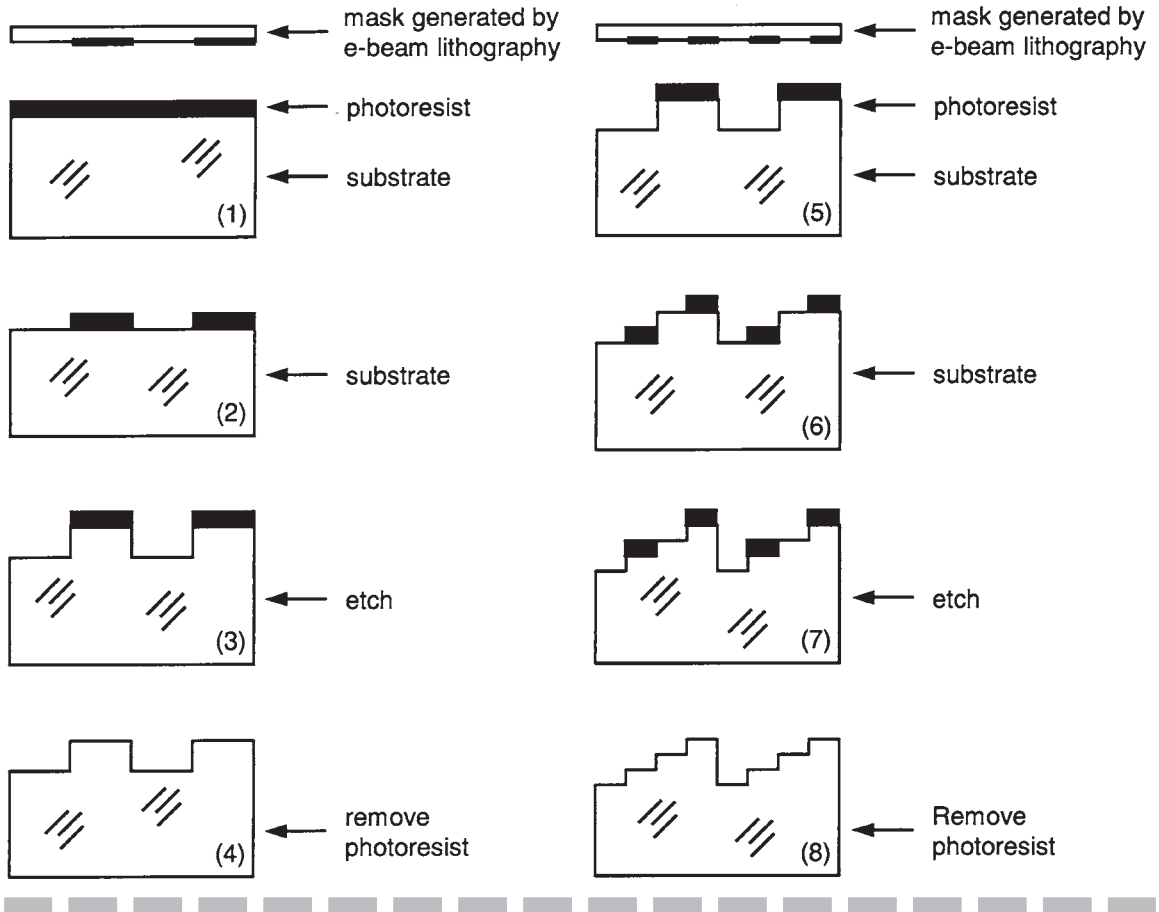 mask generated by
e-beam lithography
photoresist
substrate
(1)
substrate
(2)
etch
(3)
remove
photoresist
(4)
mask generated by
e-beam lithography
photoresist
substrate
(5)
substrate
(6)
etch
(7)
Remove
photoresist
(8)